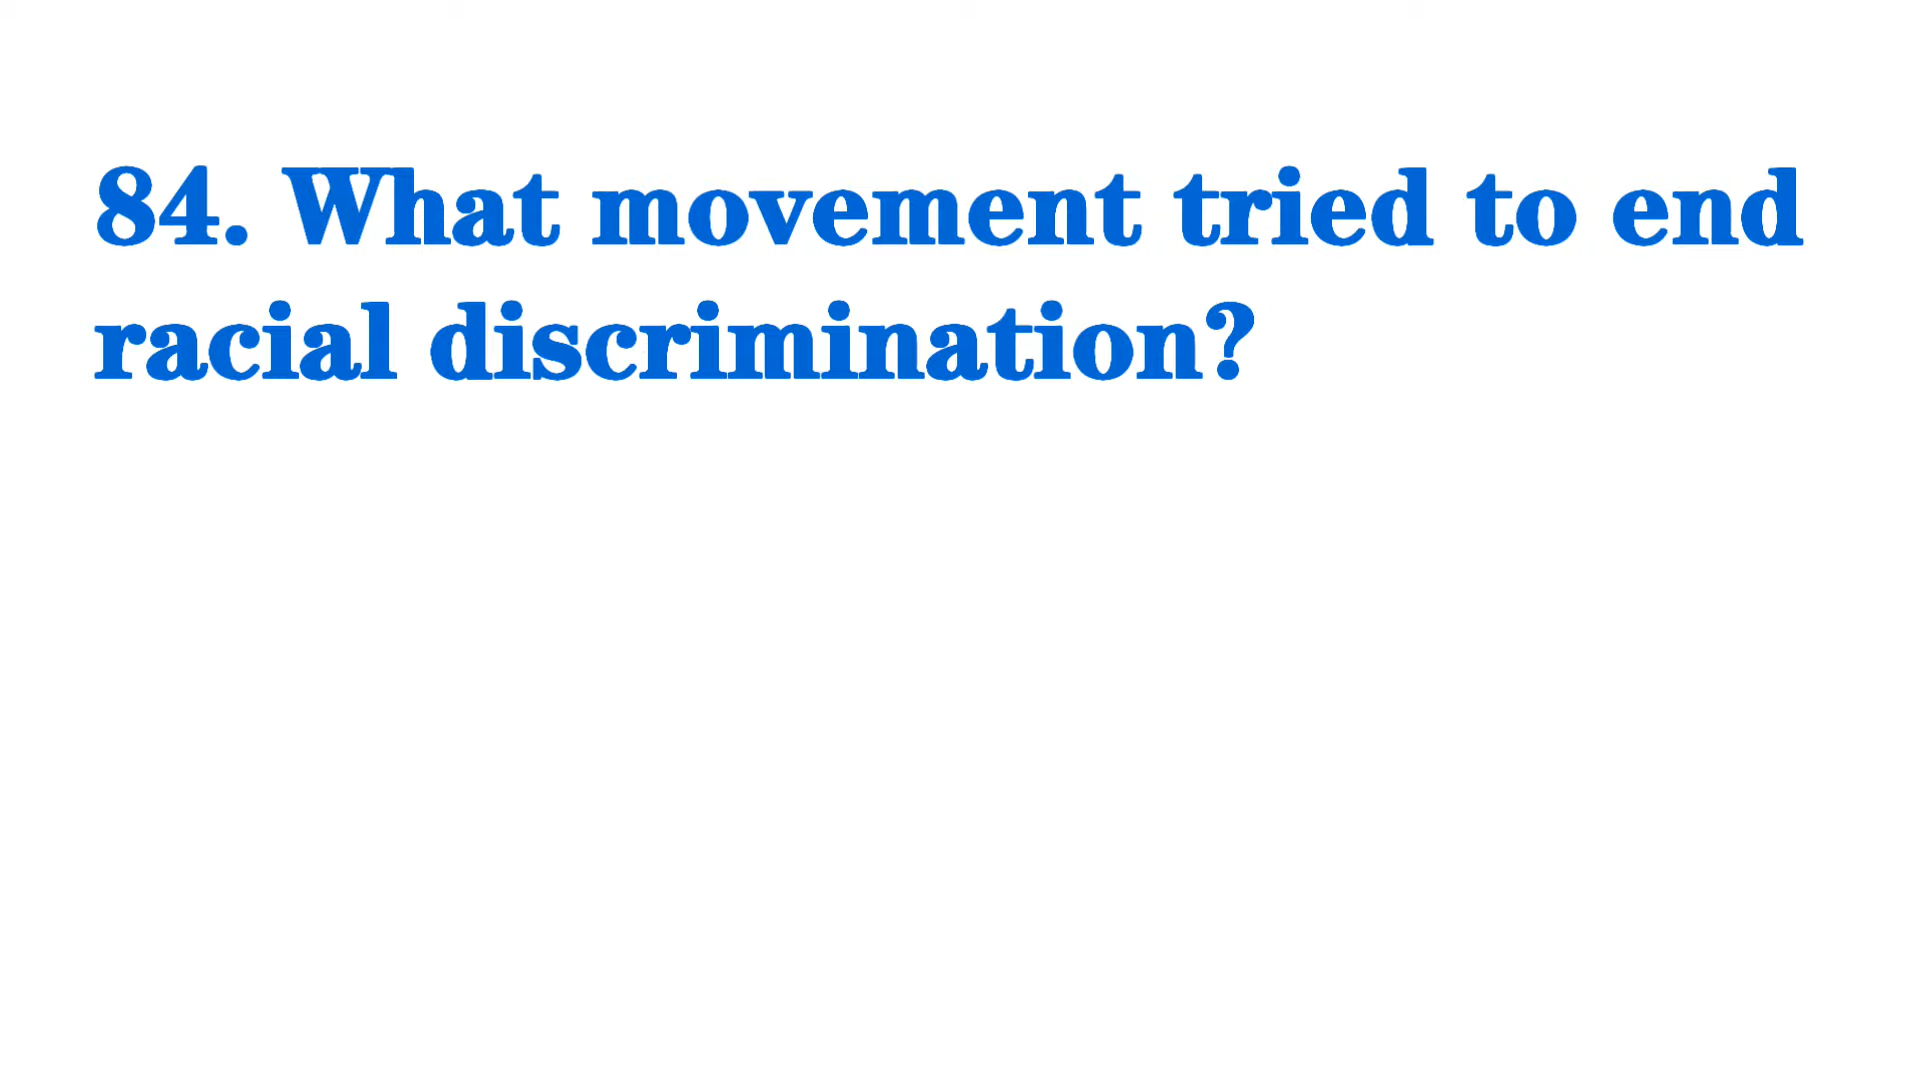 84. What movement tried to end
racial discrimination?